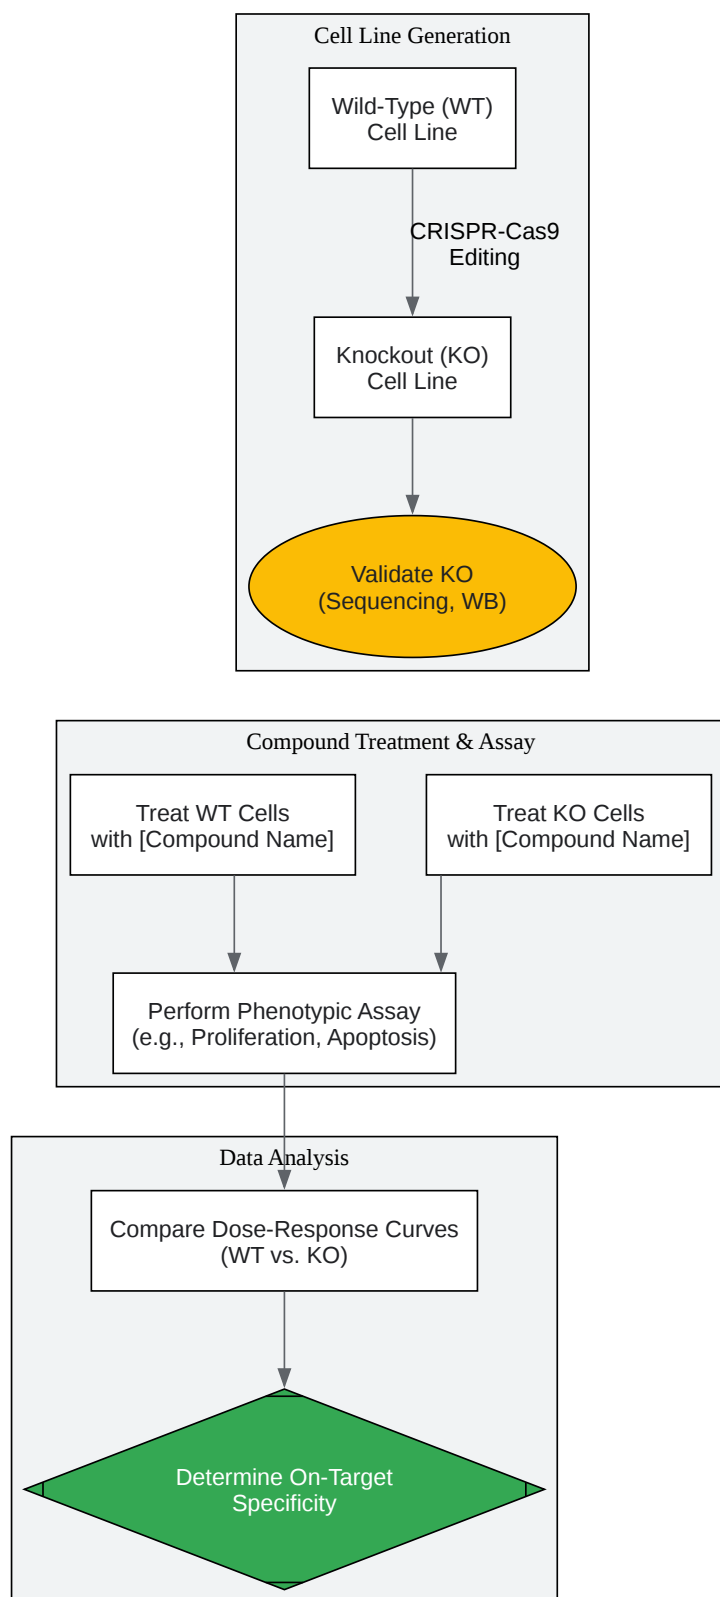 Cell Line Generation
Wild-Type (WT)
Cell Line
CRISPR-Cas9
Editing
Knockout (KO)
Cell Line
Validate KO
(Sequencing, WB)
Compound Treatment & Assay
Treat WT Cells
with [Compound Name]
Treat KO Cells
with [Compound Name]
Perform Phenotypic Assay
(e.g., Proliferation, Apoptosis)
Data Analysis
Compare Dose-Response Curves
(WT vs. KO)
Determine On-Target
Specificity